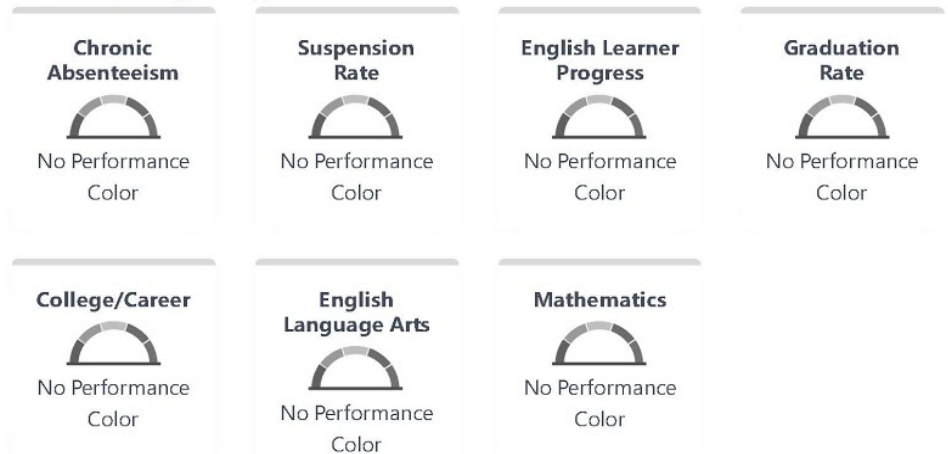 Chronic
Absenteeism
No Performance
Color
Suspension
Rate
No Performance
Color
English Learner
Progress
No Performance
Color
Graduation
Rate
No Performance
Color
College/Career
No Performance
Color
English
Language Arts
No Performance
Color
Mathematics
No Performance
Color